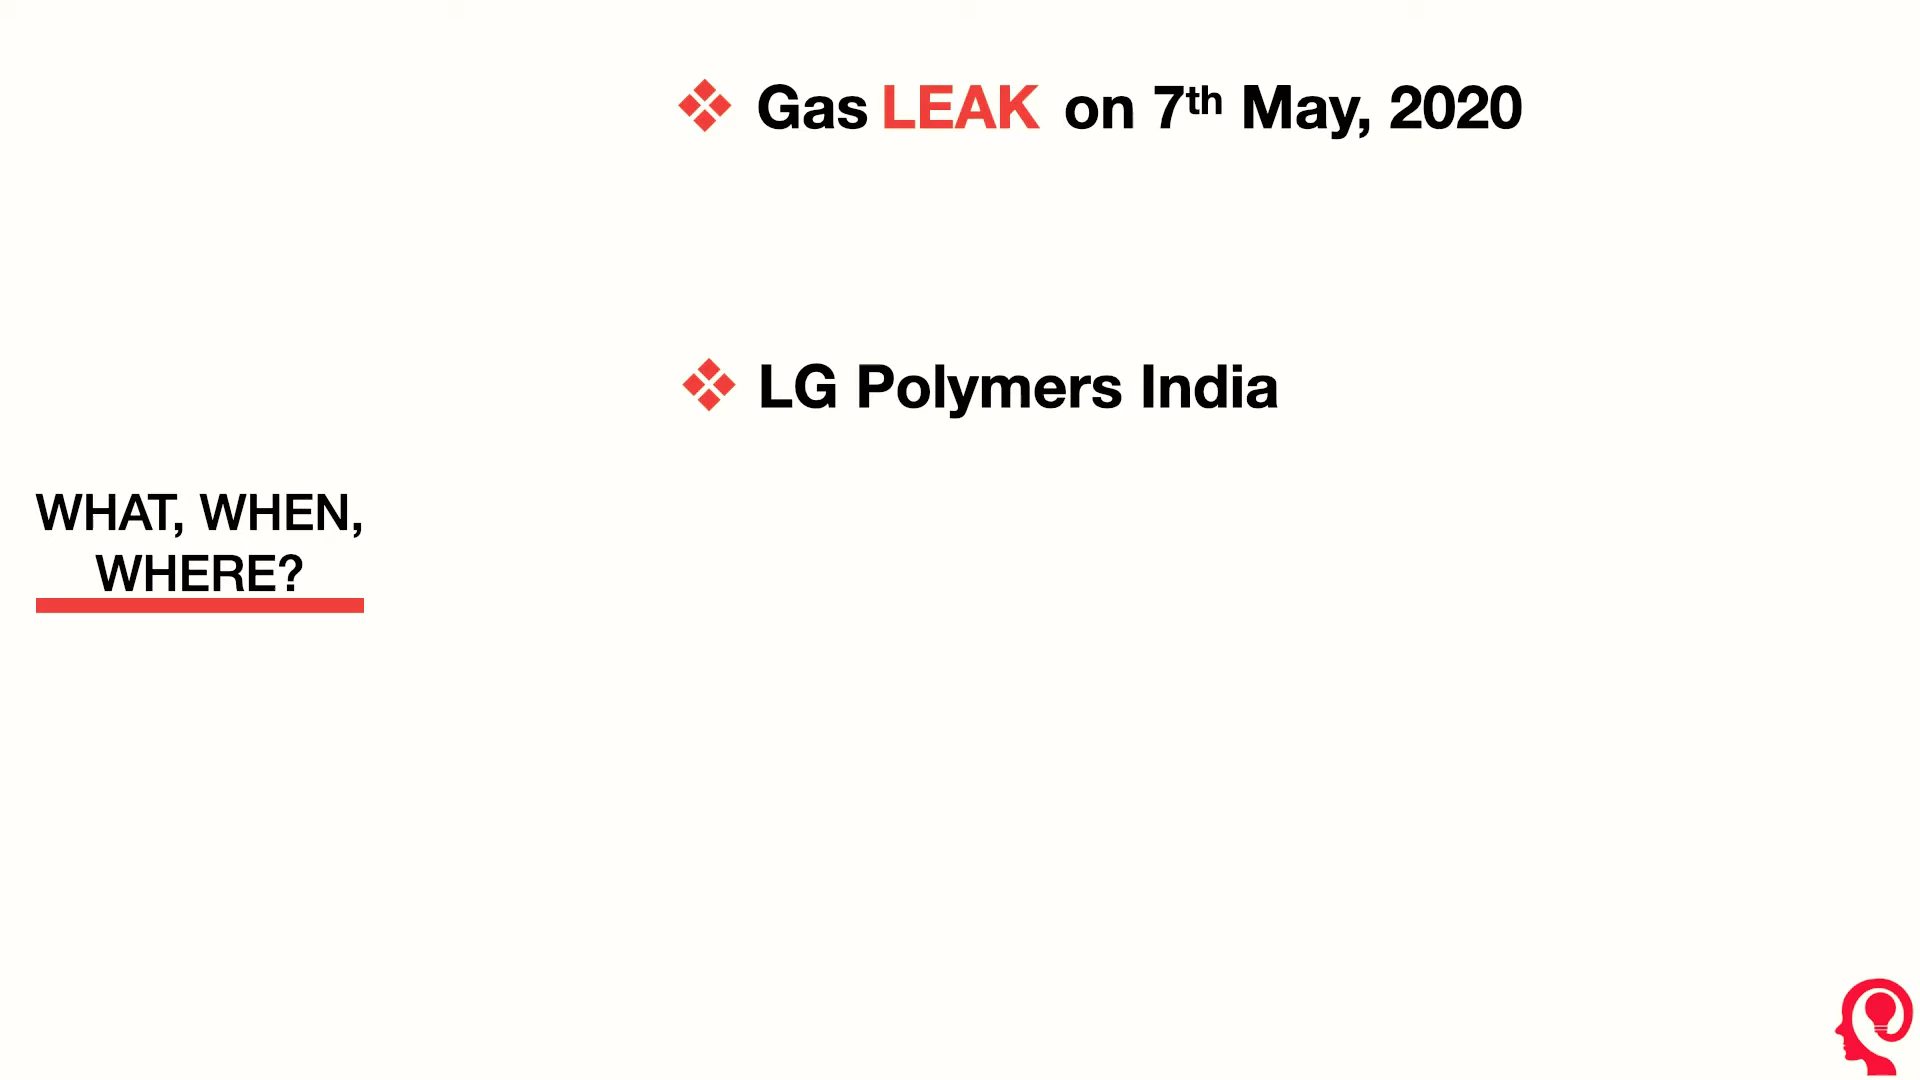 Gas LEAK on 7th May, 2020
LG Polymers India
WHAT, WHEN,
WHERE?